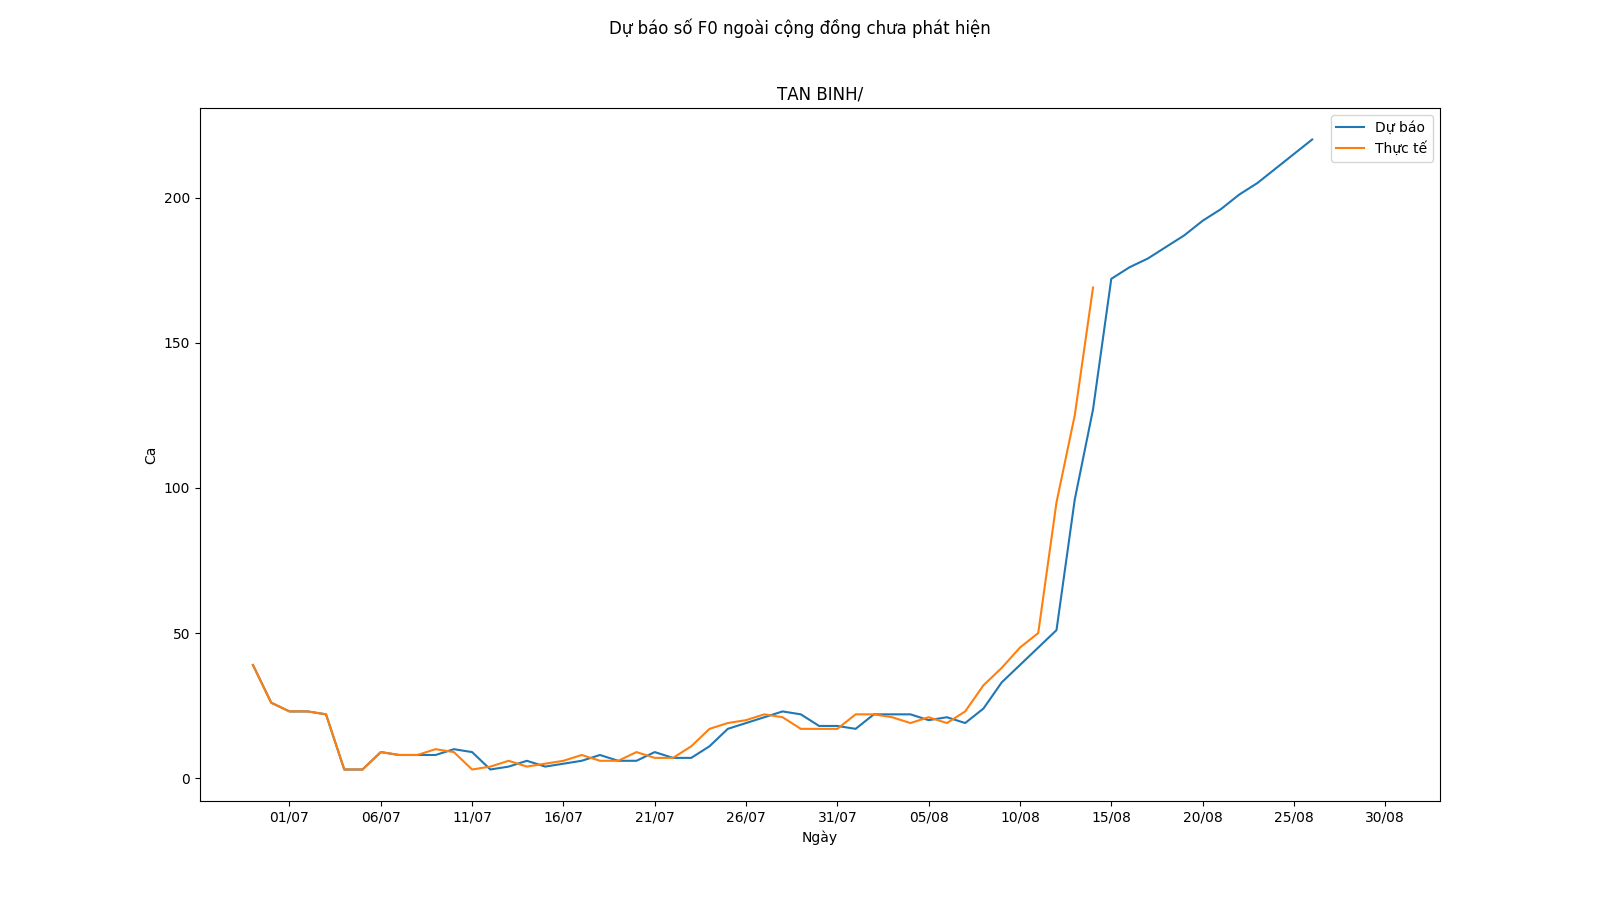 Dự báo số F0 ngoài cộng đồng chưa phát hiện
TAN BINH/
Dự báo
Thực tế
200
150
100
50
0
Ca
01/07 06/07 11/07 16/07 21/07 26/07 31/07 05/08 10/08 15/08 20/08 25/08 30/08
Ngày